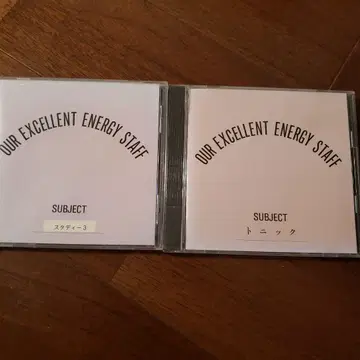 OUR EXCELLENT ENERGY STAFF
SUBJECT
スタディー3
OUR EXCELLENT ENERGY STAFF
SUBJECT
トニック